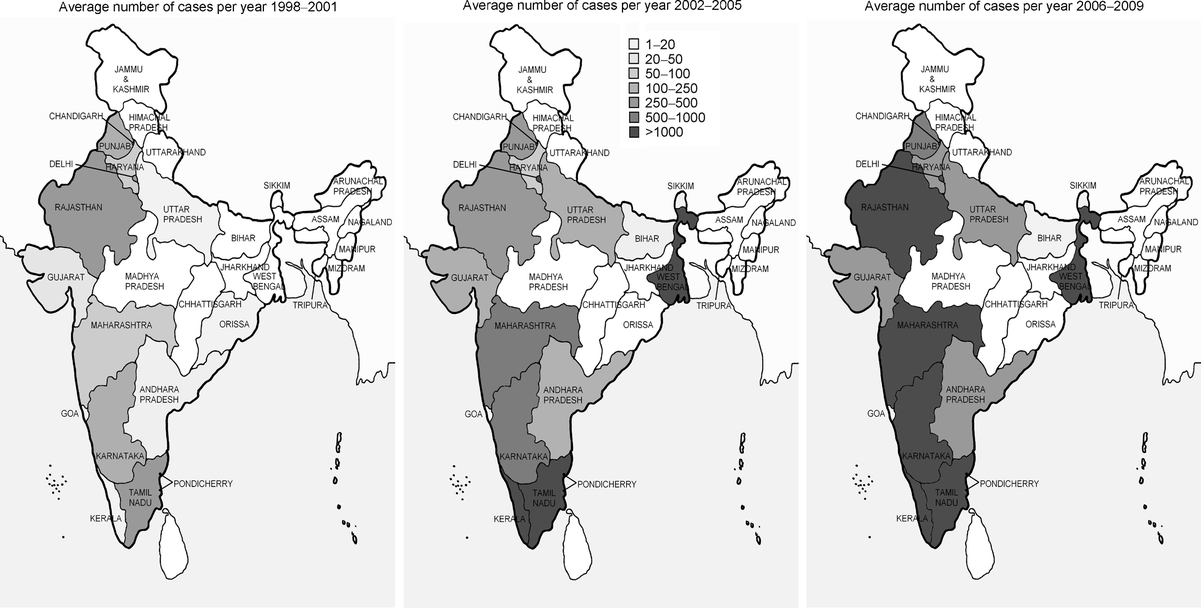 Average number of cases per year 1998–2001
JAMMU
&
KASHMIR
CHANDIGARH
HIMACHAL
PRADESH
PUNJAB
UTTARAKHAND
DELHI
HARYANA
SIKKIM
ARUNACHAL
PRADESH
RAJASTHAN
UTTAR
PRADESH
ASSAM
NAGALAND
BIHAR
MANIPUR
GUJARAT
MADHYA
PRADESH
JHARKHAND
WEST
BENGAL
MIZORAM
CHHATTISGARH
TRIPURA
MAHARASHTRA
ORISSA
ANDHARA
PRADESH
GOA
KARNATAKA
TAMIL
NADU
PONDICHERRY
KERALA
Average number of cases per year 2002–2005
1–20
20–50
50–100
100–250
250–500
500–1000
>1000
JAMMU
&
KASHMIR
CHANDIGARH
HIMACHAL
PRADESH
PUNJAB
UTTARAKHAND
DELHI
HARYANA
SIKKIM
ARUNACHAL
PRADESH
RAJASTHAN
UTTAR
PRADESH
ASSAM
NAGALAND
BIHAR
MANIPUR
GUJARAT
MADHYA
PRADESH
JHARKHAND
WEST
BENGAL
MIZORAM
CHHATTISGARH
TRIPURA
MAHARASHTRA
ORISSA
ANDHARA
PRADESH
GOA
KARNATAKA
TAMIL
NADU
PONDICHERRY
KERALA
Average number of cases per year 2006–2009
JAMMU
&
KASHMIR
CHANDIGARH
HIMACHAL
PRADESH
PUNJAB
UTTARAKHAND
DELHI
HARYANA
SIKKIM
ARUNACHAL
PRADESH
RAJASTHAN
UTTAR
PRADESH
ASSAM
NAGALAND
BIHAR
MANIPUR
GUJARAT
MADHYA
PRADESH
JHARKHAND
WEST
BENGAL
MIZORAM
CHHATTISGARH
TRIPURA
MAHARASHTRA
ORISSA
ANDHARA
PRADESH
GOA
KARNATAKA
TAMIL
NADU
PONDICHERRY
KERALA